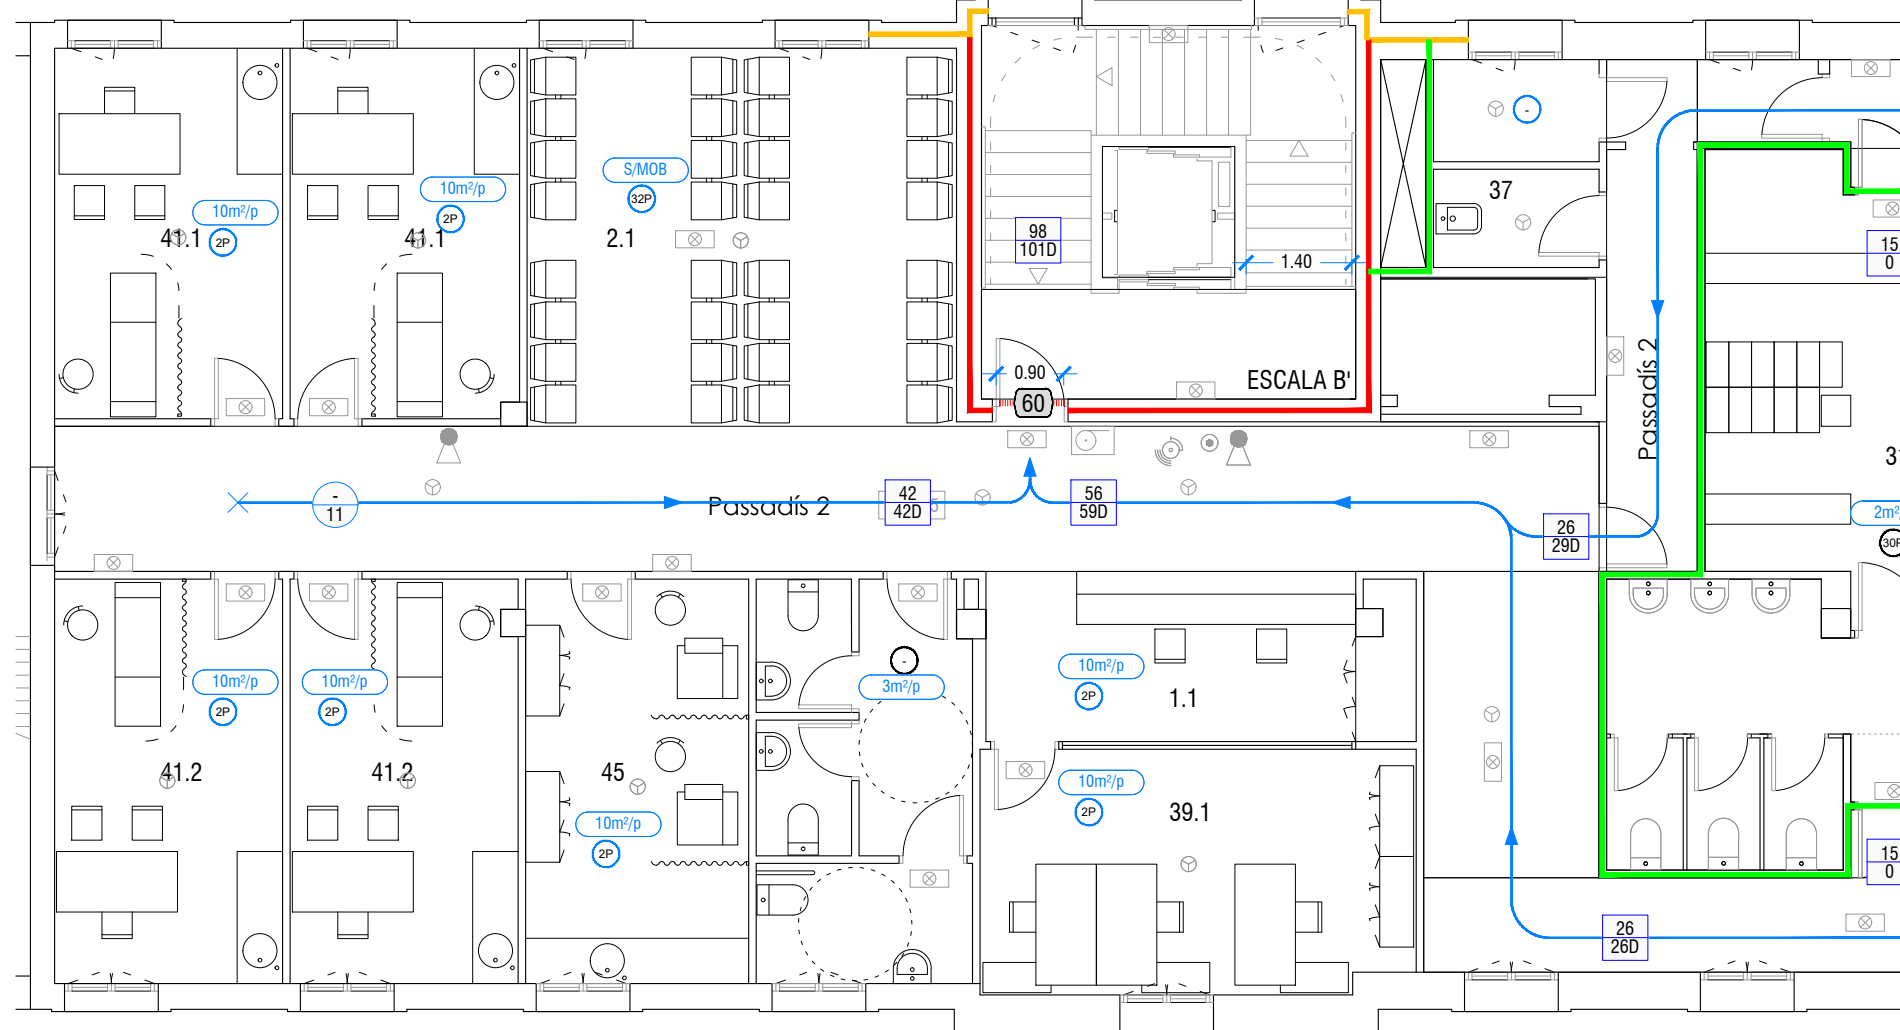 S/MOB
32P
10m²/p
2P
41.1
10m²/p
2P
41.1
2.1
98
101D
1.40
-
37
15
0
0.90
60
ESCALA B'
Passadís 2
2m²
30P
-
11
Passadís 2
42
42D
56
59D
26
29D
10m²/p
2P
41.2
10m²/p
2P
41.2
45
10m²/p
2P
-
3m²/p
10m²/p
2P
1.1
10m²/p
2P
39.1
15
0
26
26D